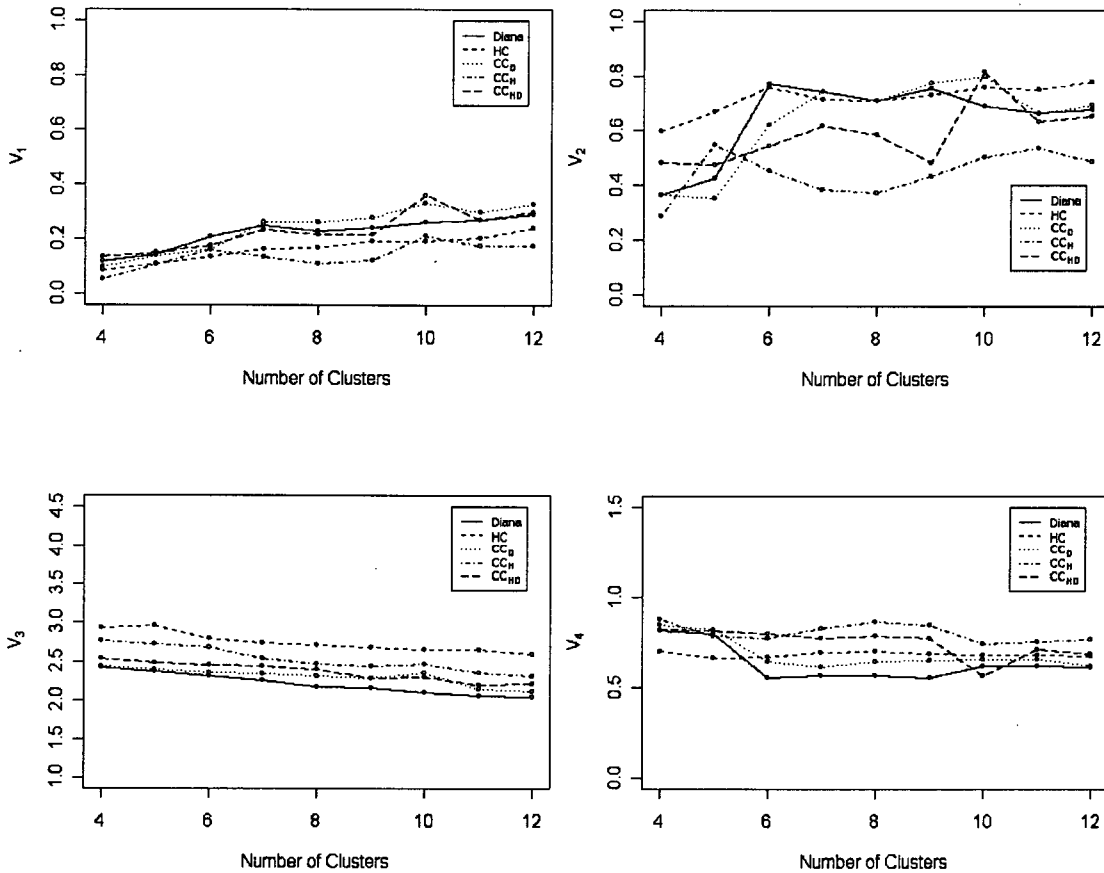 V1
1.0
0.8
0.6
0.4
0.2
0.0
Diana
HC
CCD
CCH
CCHD
4 6 8 10 12
Number of Clusters
V2
1.0
0.8
0.6
0.4
0.2
0.0
Diana
HC
CCD
CCH
CCHD
4 6 8 10 12
Number of Clusters
V3
4.5
4.0
3.5
3.0
2.5
2.0
1.5
1.0
Diana
HC
CCD
CCH
CCHD
4 6 8 10 12
Number of Clusters
V4
1.5
1.0
0.5
0.0
Diana
HC
CCD
CCH
CCHD
4 6 8 10 12
Number of Clusters